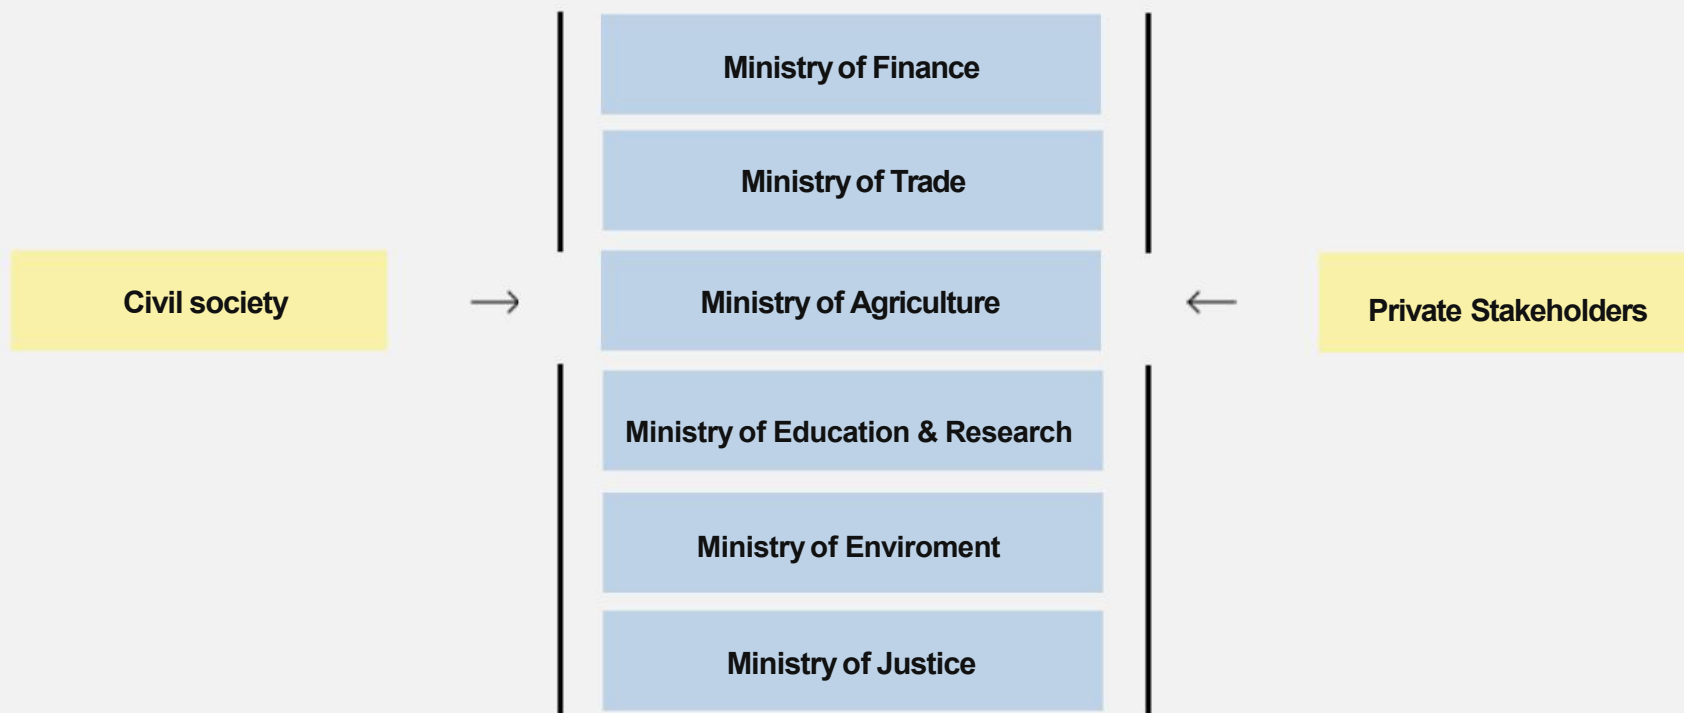 Ministry of Finance
Ministry of Trade
Civil society
Ministry of Agriculture
Private Stakeholders
Ministry of Education & Research
Ministry of Enviroment
Ministry of Justice